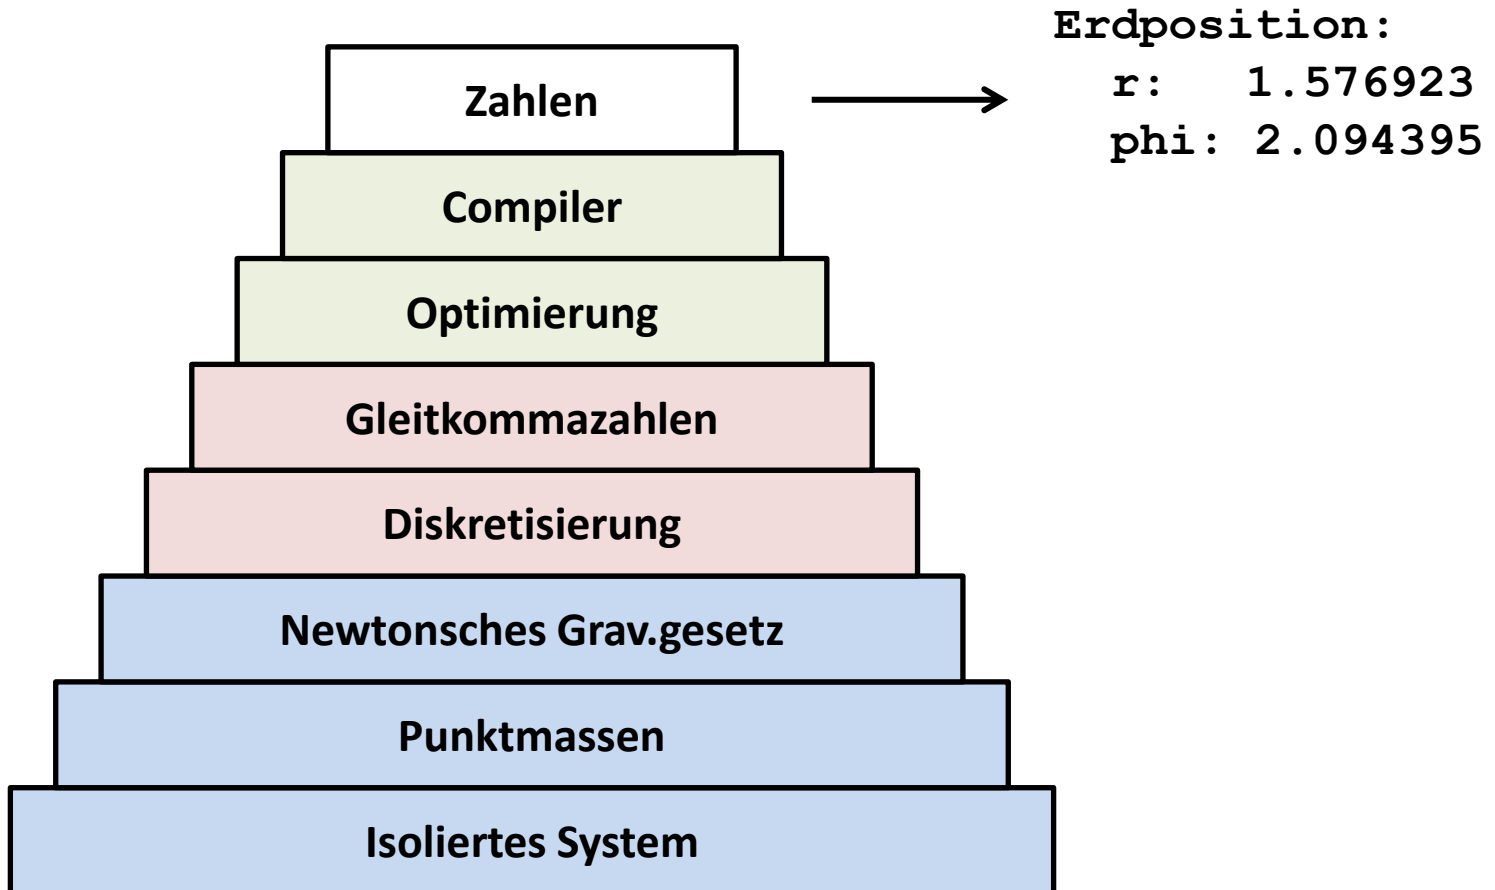 Erdposition:
r: 1.576923
phi: 2.094395
Zahlen
Compiler
Optimierung
Gleitkommazahlen
Diskretisierung
Newtonsches Grav.gesetz
Punktmassen
Isoliertes System